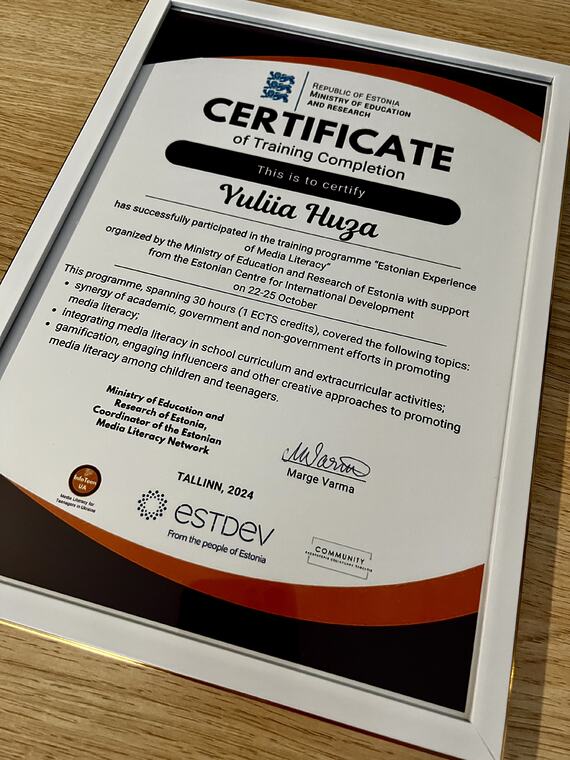 REPUBLIC OF ESTONIA
MINISTRY OF EDUCATION
AND RESEARCH
CERTIFICATE
of Training Completion
This is to certify
Yuliia Huza
has successfully participated in the training programme “Estonian Experience
of Media Literacy”
organized by the Ministry of Education and Research of Estonia with support
from the Estonian Centre for International Development
on 22-25 October
This programme, spanning 30 hours (1 ECTS credits), covered the following topics:
• synergy of academic, government and non-government efforts in promoting
media literacy;
• integrating media literacy in school curriculum and extracurricular activities;
• gamification, engaging influencers and other creative approaches to promoting
media literacy among children and teenagers.
Ministry of Education and
Research of Estonia,
Coordinator of the Estonian
Media Literacy Network
Marge Varma
TALLINN, 2024
InfoTeen
UA
Media Literacy for
Teenagers in Ukraine
ESTDEV
From the people of Estonia
COMMUNITY